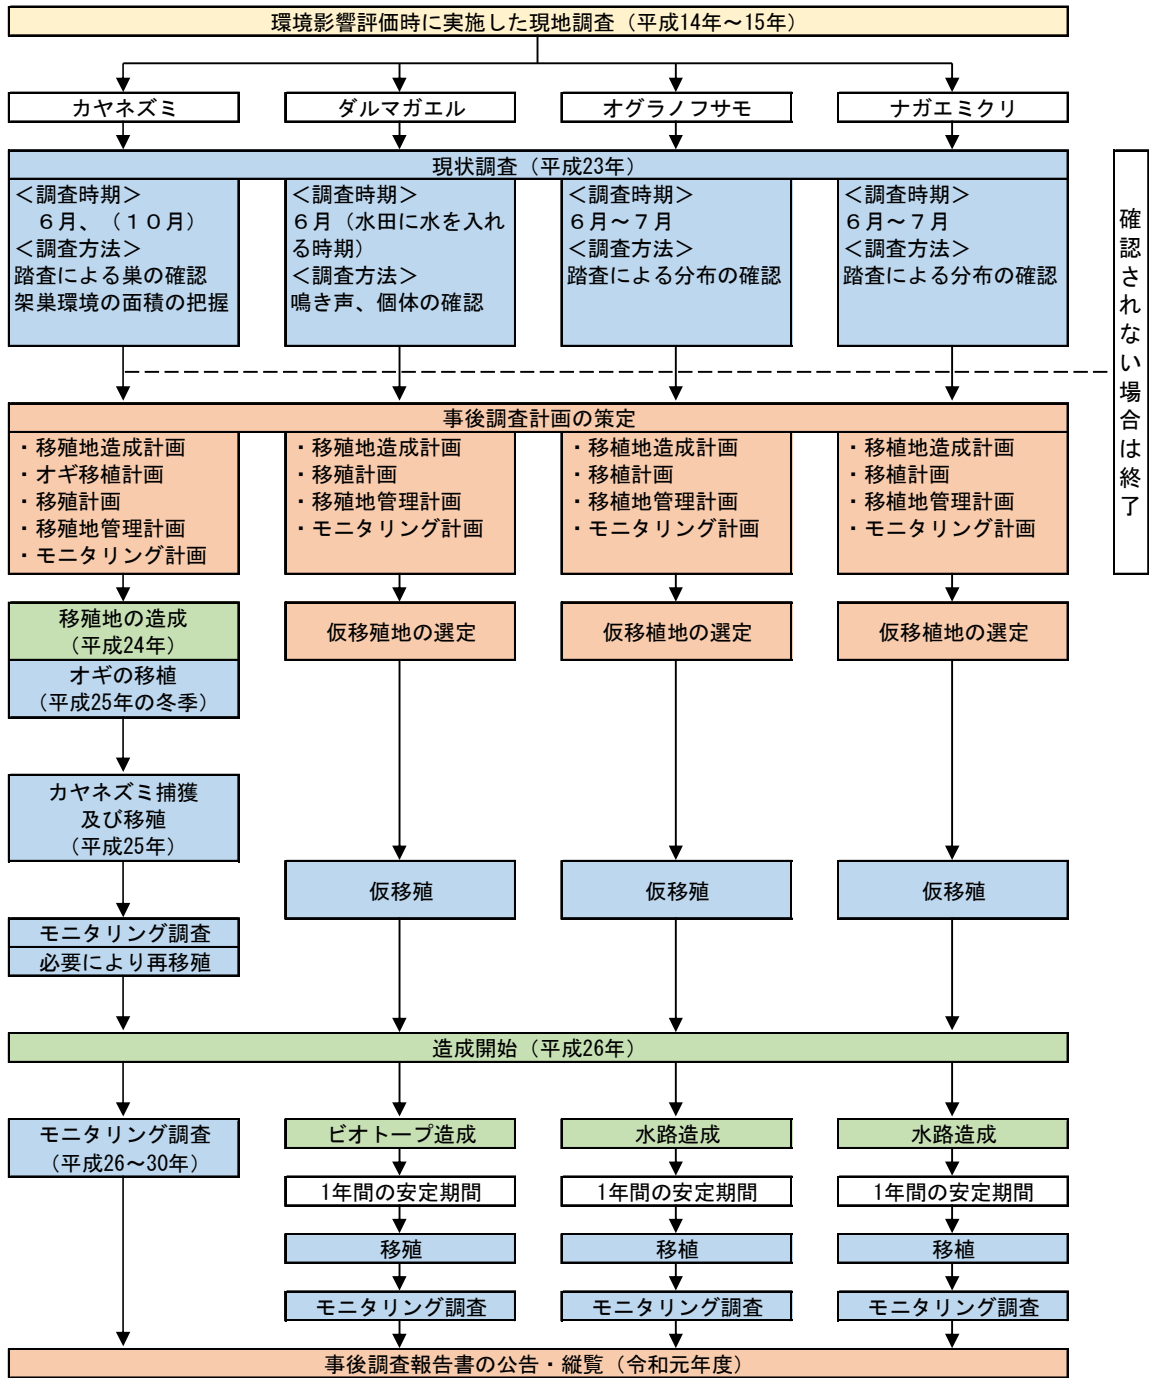 環境影響評価時に実施した現地調査（平成14年～15年）
カヤネズミ
ダルマガエル
オグラノフサモ
ナガエミクリ
現状調査（平成23年）
＜調査時期＞
６月、（１０月）
＜調査方法＞
踏査による巣の確認
架巣環境の面積の把握
＜調査時期＞
６月（水田に水を入れ
る時期）
＜調査方法＞
鳴き声、個体の確認
＜調査時期＞
６月～７月
＜調査方法＞
踏査による分布の確認
＜調査時期＞
６月～７月
＜調査方法＞
踏査による分布の確認
確認されない場合は終了
事後調査計画の策定
・移殖地造成計画
・オギ移植計画
・移殖計画
・移殖地管理計画
・モニタリング計画
・移殖地造成計画
・移殖計画
・移殖地管理計画
・モニタリング計画
・移植地造成計画
・移植計画
・移植地管理計画
・モニタリング計画
・移植地造成計画
・移植計画
・移植地管理計画
・モニタリング計画
移殖地の造成
（平成24年）
オギの移植
（平成25年の冬季）
仮移殖地の選定
仮移植地の選定
仮移植地の選定
カヤネズミ捕獲
及び移殖
（平成25年）
仮移殖
仮移殖
仮移殖
モニタリング調査
必要により再移殖
造成開始（平成26年）
モニタリング調査
（平成26～30年）
ビオトープ造成
水路造成
水路造成
1年間の安定期間
1年間の安定期間
1年間の安定期間
移殖
移植
移植
モニタリング調査
モニタリング調査
モニタリング調査
事後調査報告書の公告・縦覧（令和元年度）